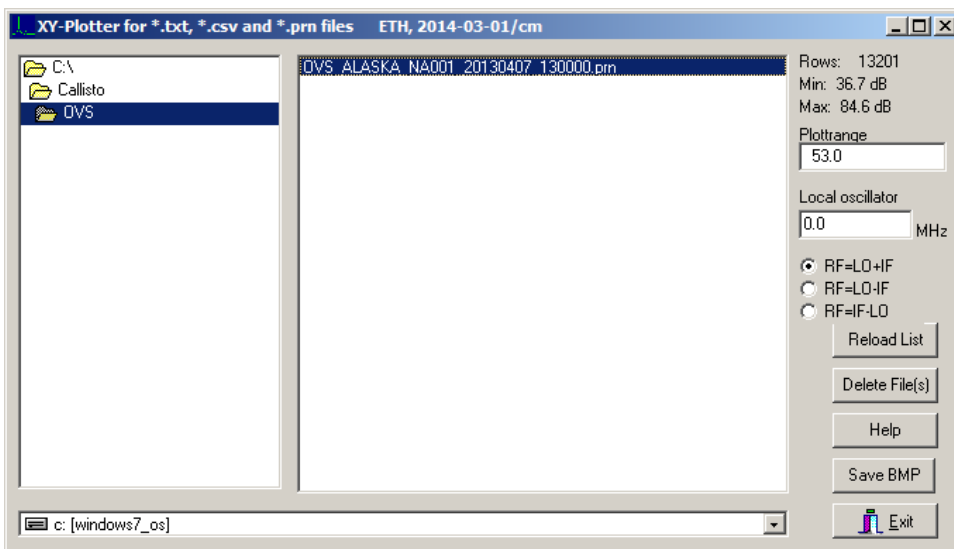 XY-Plotter for *.txt, *.csv and *.prn files ETH, 2014-03-01/cm
C:\
Callisto
OVS
OVS_ALASKA_NA001_20130407_130000.prn
Rows: 13201
Min: 36.7 dB
Max: 84.6 dB
Plottrange
53.0
Local oscillator
0.0 MHz
RF=LO+IF
RF=LO-IF
RF=IF-LO
Reload List
Delete File(s)
Help
Save BMP
c: [windows7_os]
Exit